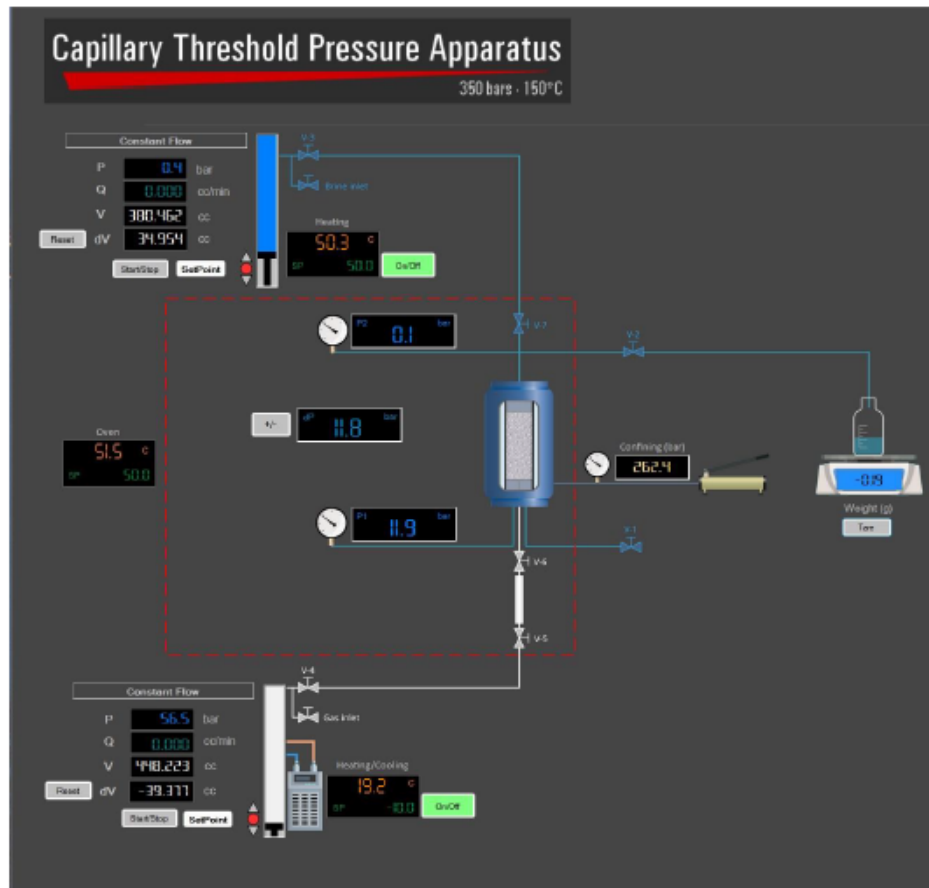 Capillary Threshold Pressure Apparatus
350 bars - 150°C
Constant Flow
P 0.4 bar
Q 0.000 cc/min
V 380.462 cc
Reset dV 34.954 cc
Start/Stop SetPoint
V-3
Brine inlet
Heating
50.3 C
SP 50.0 On/Off
P2 bar
0.1
V-7
V-2
+/- dP bar
11.8
Oven
51.5 C
SP 50.0
Confining (bar)
262.4
-0.19
Weight (g)
Tare
P1 bar
11.9
V-1
V-6
V-5
Constant Flow
P 56.5 bar
Q 0.000 cc/min
V 448.223 cc
Reset dV -39.377 cc
Start/Stop SetPoint
V-4
Gas inlet
Heating/Cooling
19.2 C
SP -10.0 On/Off